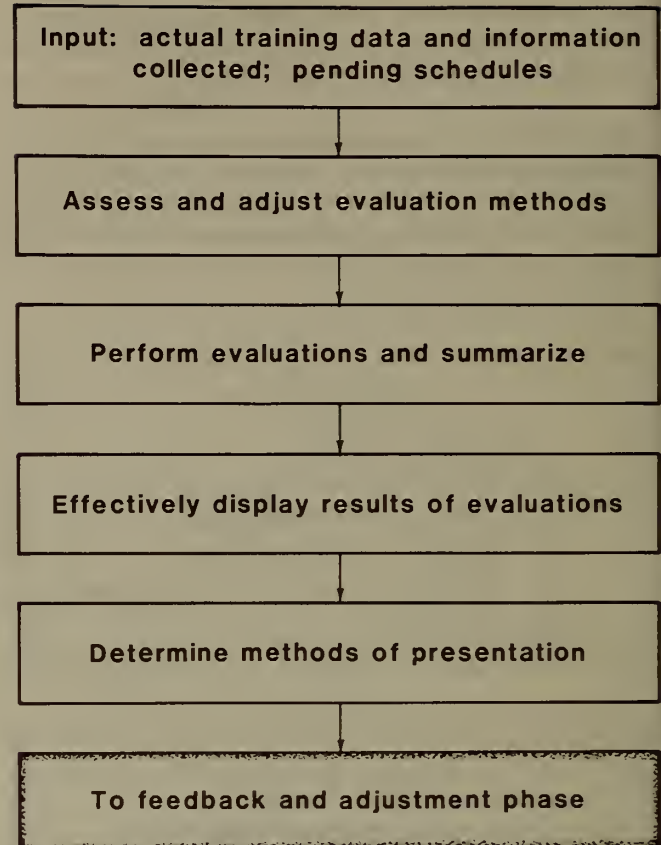 Input: actual training data and information
collected; pending schedules
Assess and adjust evaluation methods
Perform evaluations and summarize
Effectively display results of evaluations
Determine methods of presentation
To feedback and adjustment phase